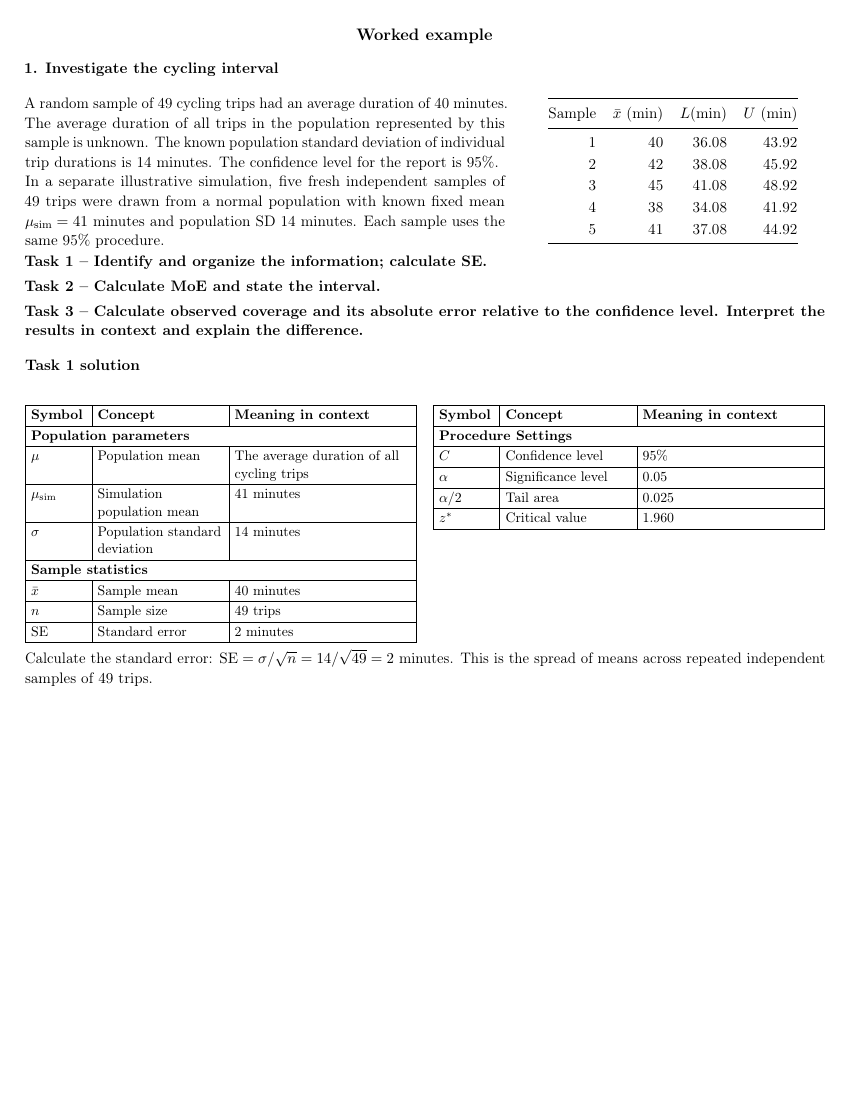 Worked example
1. Investigate the cycling interval
A random sample of 49 cycling trips had an average duration of 40 minutes.
The average duration of all trips in the population represented by this
sample is unknown. The known population standard deviation of individual
trip durations is 14 minutes. The confidence level for the report is 95%.
In a separate illustrative simulation, five fresh independent samples of
49 trips were drawn from a normal population with known fixed mean
μsim = 41 minutes and population SD 14 minutes. Each sample uses the
same 95% procedure.
Sample x̄ (min) L(min) U (min)
1 40 36.08 43.92
2 42 38.08 45.92
3 45 41.08 48.92
4 38 34.08 41.92
5 41 37.08 44.92
Task 1 – Identify and organize the information; calculate SE.
Task 2 – Calculate MoE and state the interval.
Task 3 – Calculate observed coverage and its absolute error relative to the confidence level. Interpret the
results in context and explain the difference.
Task 1 solution
Symbol Concept Meaning in context
Population parameters
μ Population mean The average duration of all
cycling trips
μsim Simulation 41 minutes
population mean
σ Population standard 14 minutes
deviation
Sample statistics
x̄ Sample mean 40 minutes
n Sample size 49 trips
SE Standard error 2 minutes
Symbol Concept Meaning in context
Procedure Settings
C Confidence level 95%
α Significance level 0.05
α/2 Tail area 0.025
z* Critical value 1.960
Calculate the standard error: SE = σ/√n = 14/√49 = 2 minutes. This is the spread of means across repeated independent
samples of 49 trips.